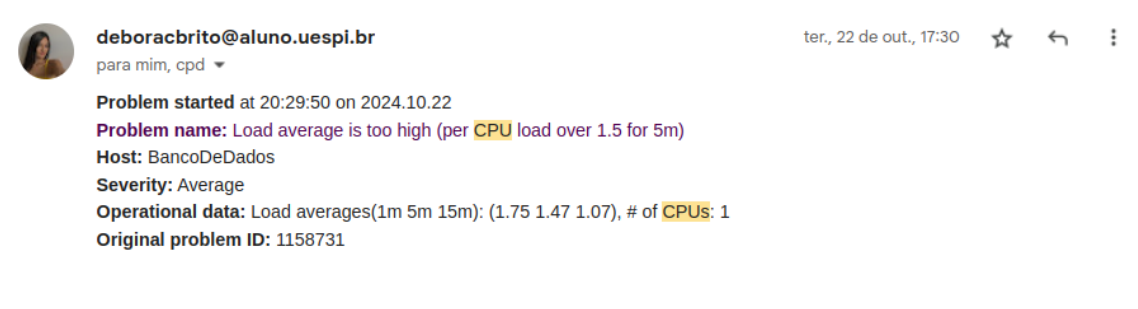 deboracbrito@aluno.uespi.br
ter., 22 de out., 17:30
para mim, cpd
Problem started at 20:29:50 on 2024.10.22
Problem name: Load average is too high (per CPU load over 1.5 for 5m)
Host: BancoDeDados
Severity: Average
Operational data: Load averages(1m 5m 15m): (1.75 1.47 1.07), # of CPUs: 1
Original problem ID: 1158731